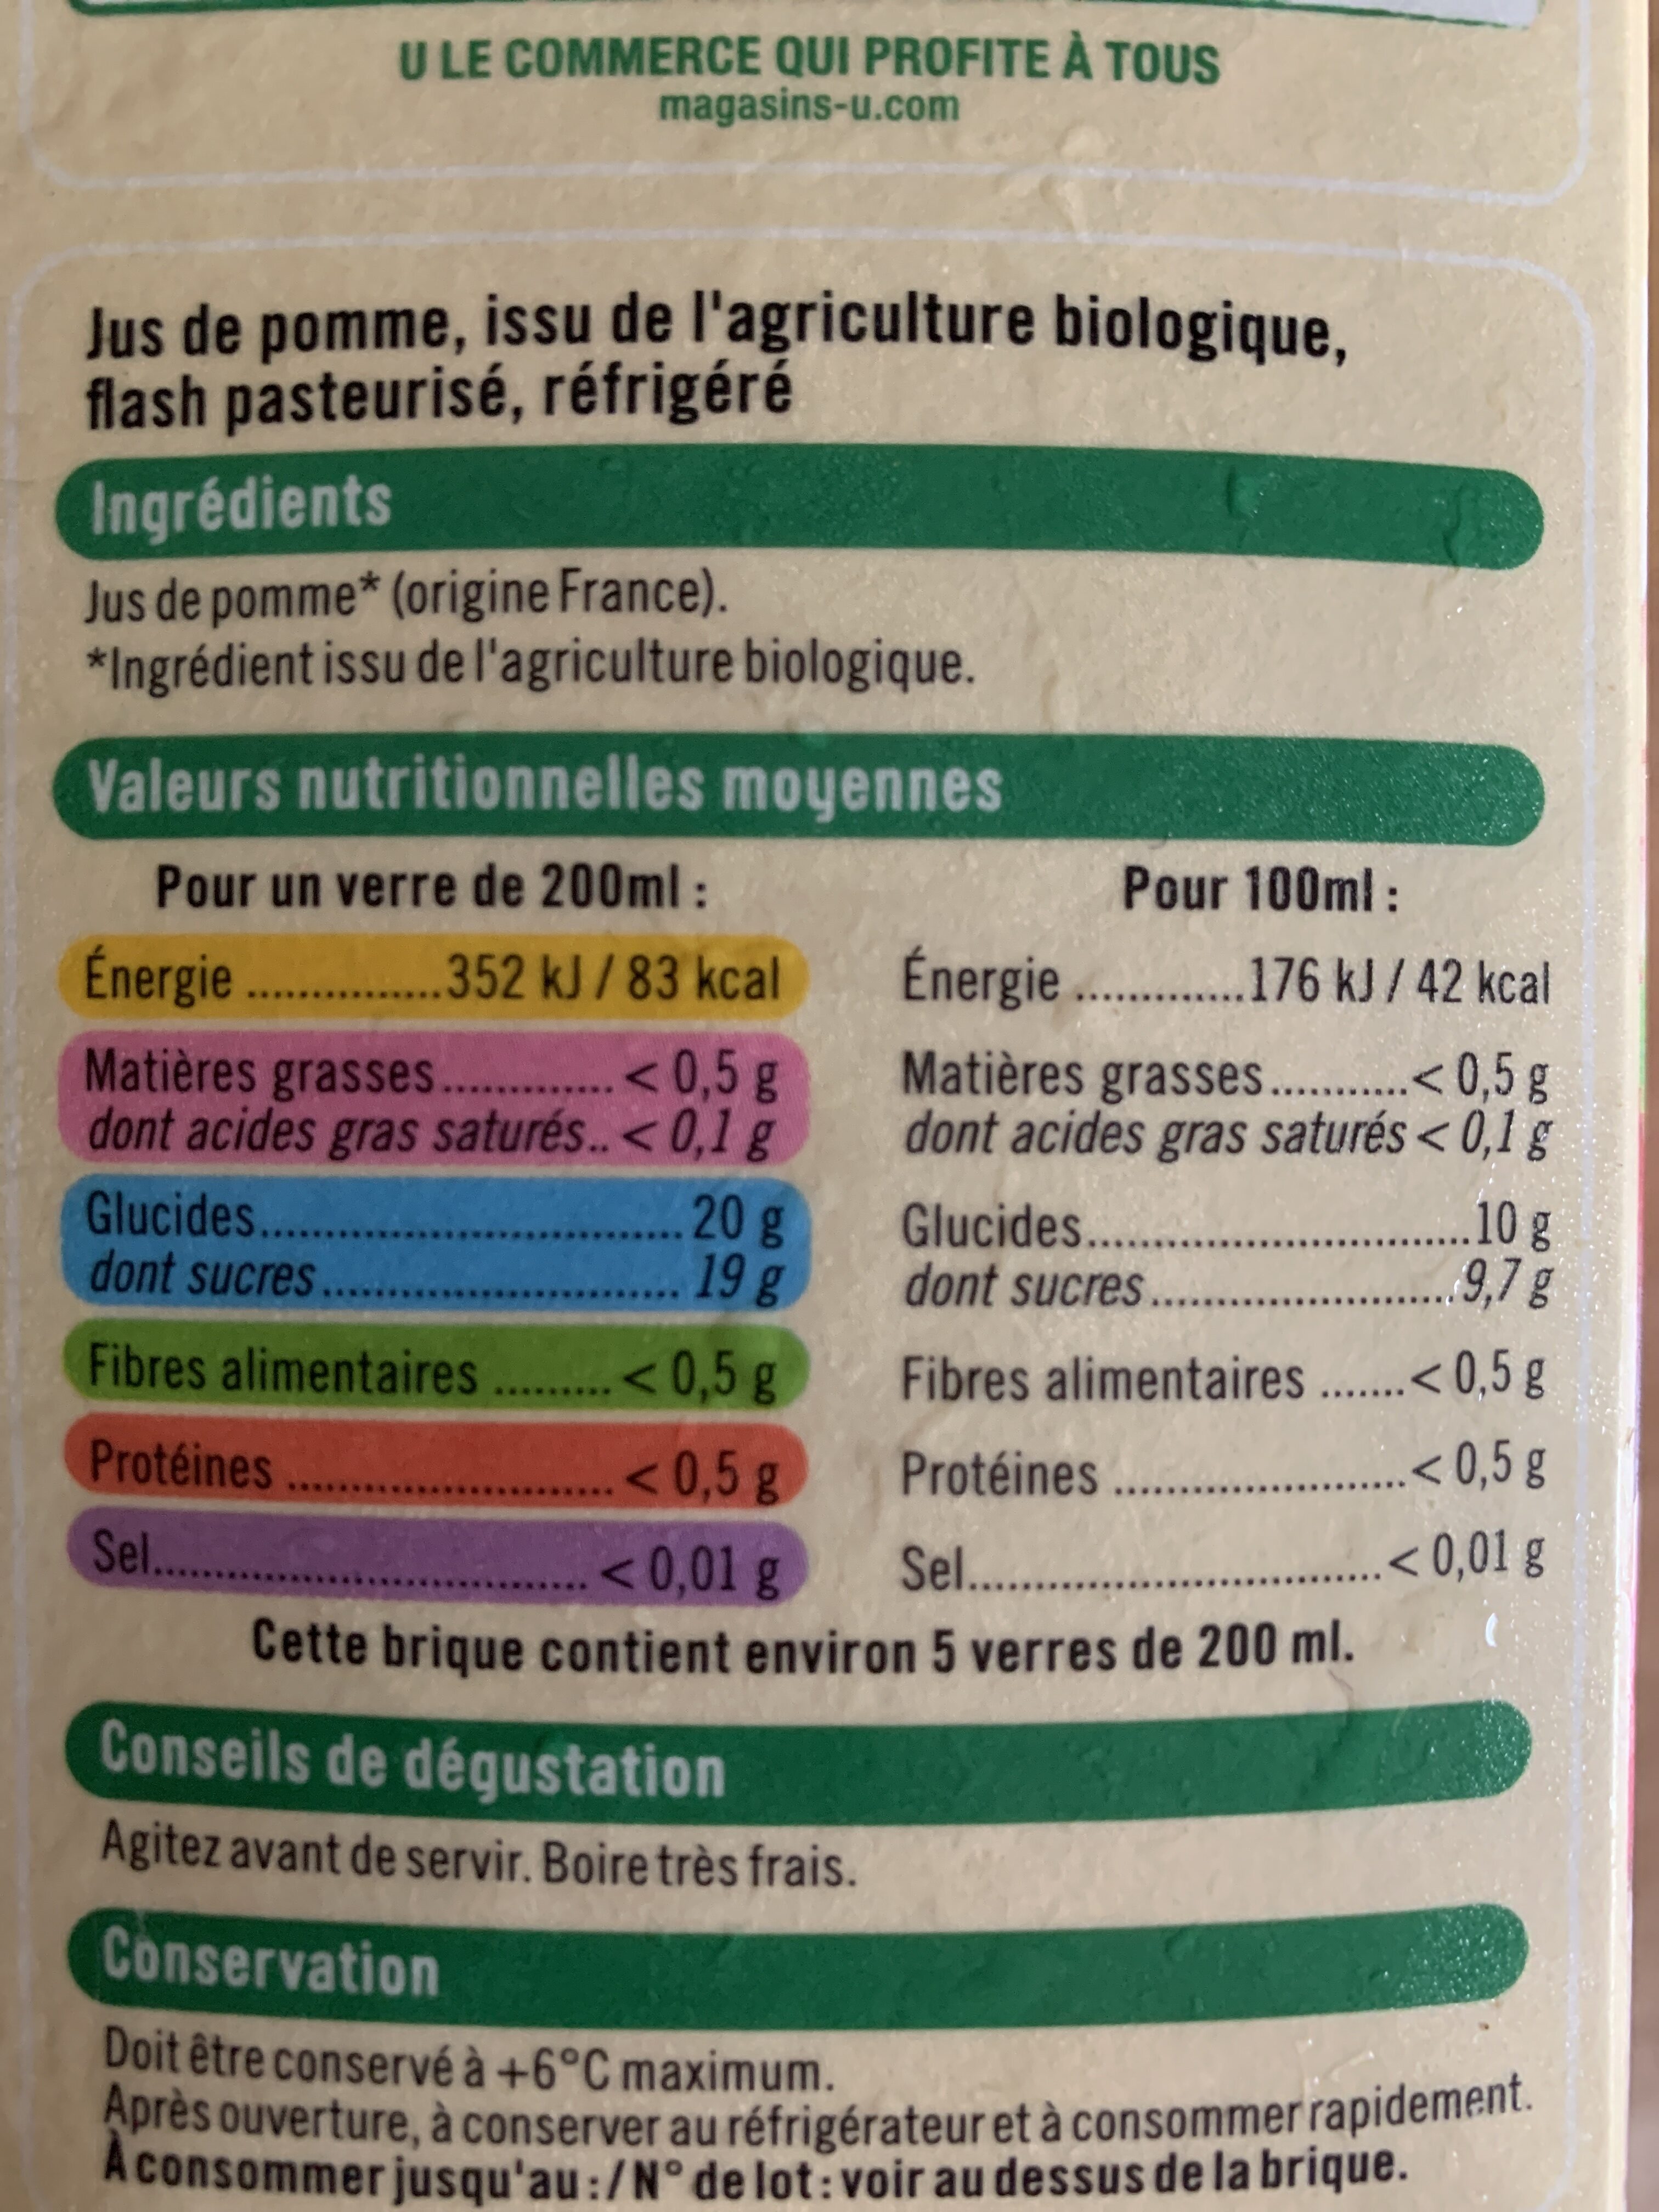 U LE COMMERCE QUI PROFITE À TOUS
magasins-u.com
Jus de pomme, issu de l'agriculture biologique,
flash pasteurisé, réfrigéré
Ingrédients
Jus de pomme* (origine France).
*Ingrédient issu de l'agriculture biologique.
Valeurs nutritionnelles moyennes
Pour un verre de 200ml :
Énergie ................352 kJ / 83 kcal
Matières grasses.............. < 0,5 g
dont acides gras saturés.. < 0,1 g
Glucides.................................. 20 g
dont sucres............................. 19 g
Fibres alimentaires ......... < 0,5 g
Protéines .......................... < 0,5 g
Sel.................................... < 0,01 g
Pour 100ml :
Énergie ..............176 kJ / 42 kcal
Matières grasses...........< 0,5 g
dont acides gras saturés < 0,1 g
Glucides...............................10 g
dont sucres.........................9,7 g
Fibres alimentaires .......< 0,5 g
Protéines ........................< 0,5 g
Sel..................................< 0,01 g
Cette brique contient environ 5 verres de 200 ml.
Conseils de dégustation
Agitez avant de servir. Boire très frais.
Conservation
Doit être conservé à +6°C maximum.
Après ouverture, à conserver au réfrigérateur et à consommer rapidement.
À consommer jusqu'au : / N° de lot : voir au dessus de la brique.